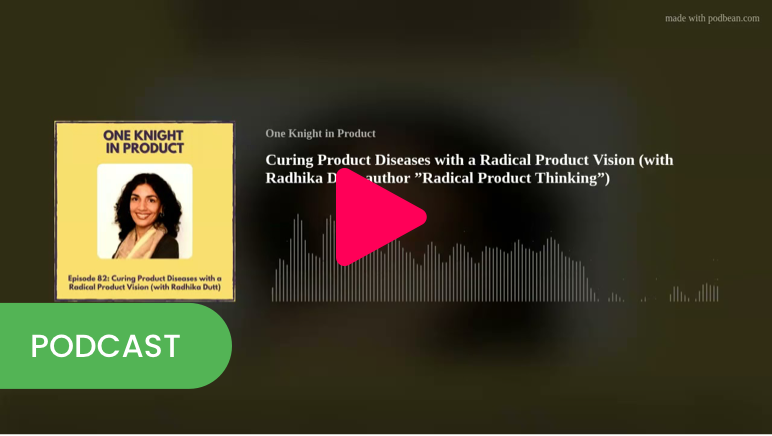 made with podbean.com
ONE KNIGHT
IN PRODUCT
Episode 82: Curing Product Diseases with a
Radical Product Vision (with Radhika Dutt)
One Knight in Product
Curing Product Diseases with a Radical Product Vision (with
Radhika author ”Radical Product Thinking”)
PODCAST